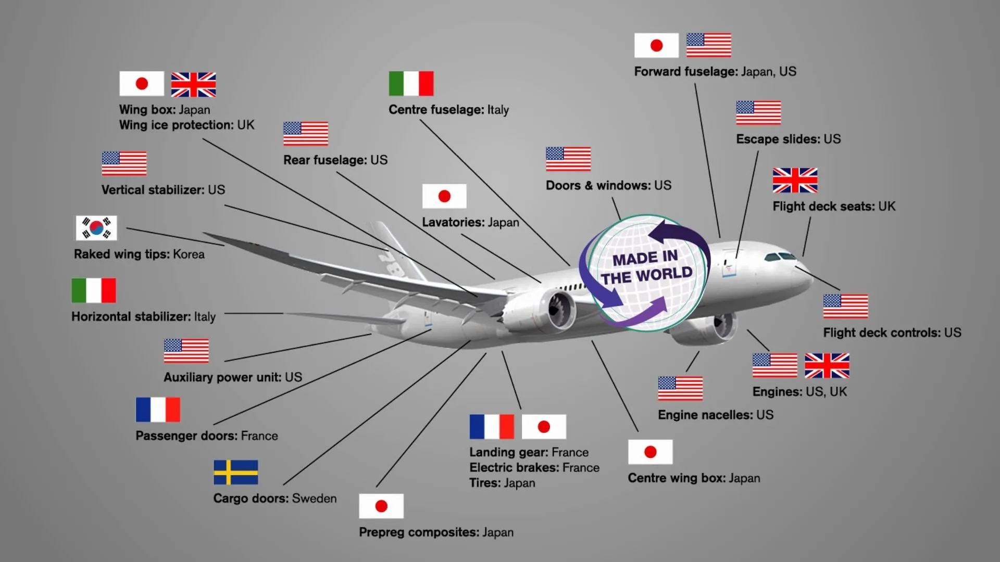 Forward fuselage: Japan, US
Wing box: Japan
Wing ice protection: UK
Centre fuselage: Italy
Escape slides: US
Rear fuselage: US
Doors & windows: US
Vertical stabilizer: US
Flight deck seats: UK
Lavatories: Japan
Raked wing tips: Korea
MADE IN
THE WORLD
787
Horizontal stabilizer: Italy
Flight deck controls: US
Auxiliary power unit: US
Engines: US, UK
Engine nacelles: US
Passenger doors: France
Landing gear: France
Electric brakes: France
Tires: Japan
Centre wing box: Japan
Cargo doors: Sweden
Prepreg composites: Japan